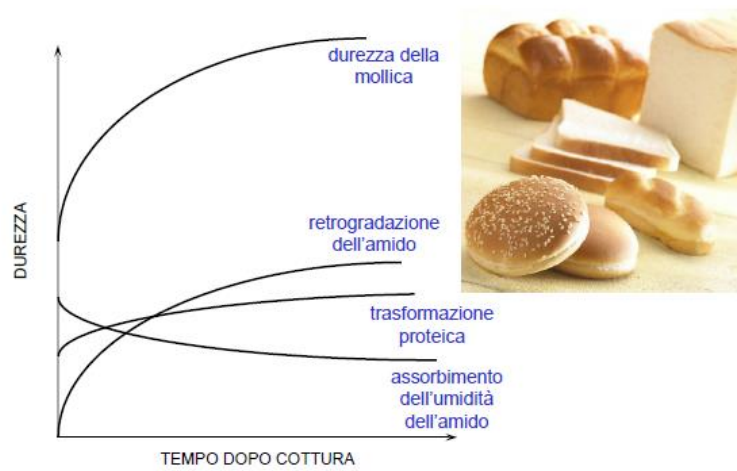 durezza della
mollica
retrogradazione
dell'amido
DUREZZA
trasformazione
proteica
assorbimento
dell'umidità
dell'amido
TEMPO DOPO COTTURA